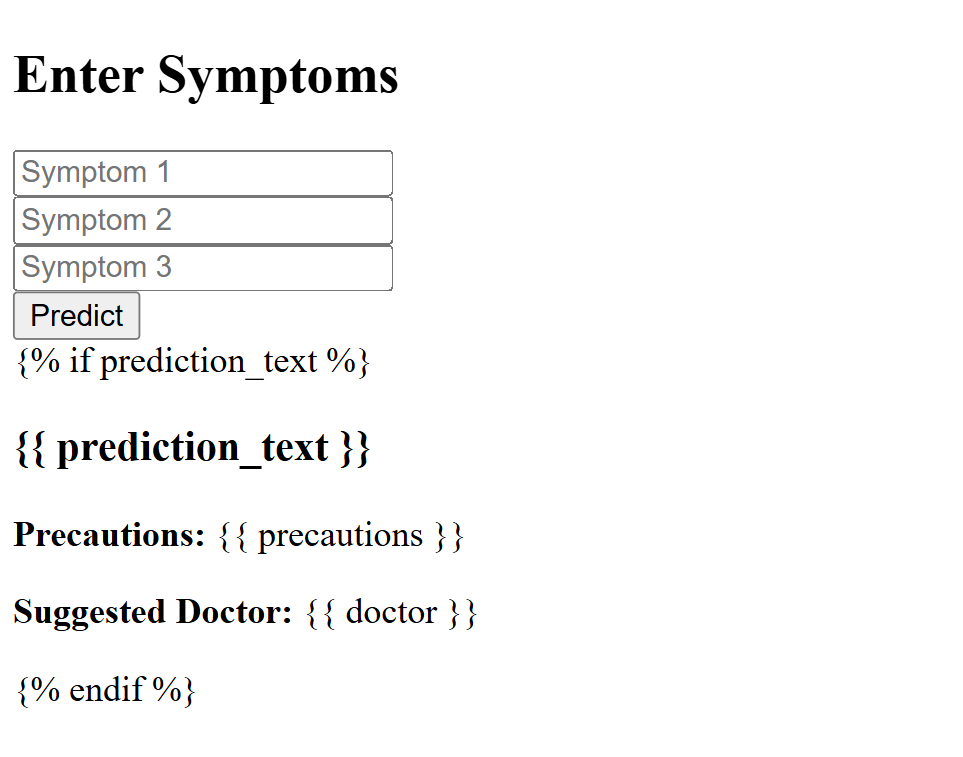 Enter Symptoms
Symptom 1
Symptom 2
Symptom 3
Predict
{% if prediction_text %}
{{ prediction_text }}
Precautions: {{ precautions }}
Suggested Doctor: {{ doctor }}
{% endif %}